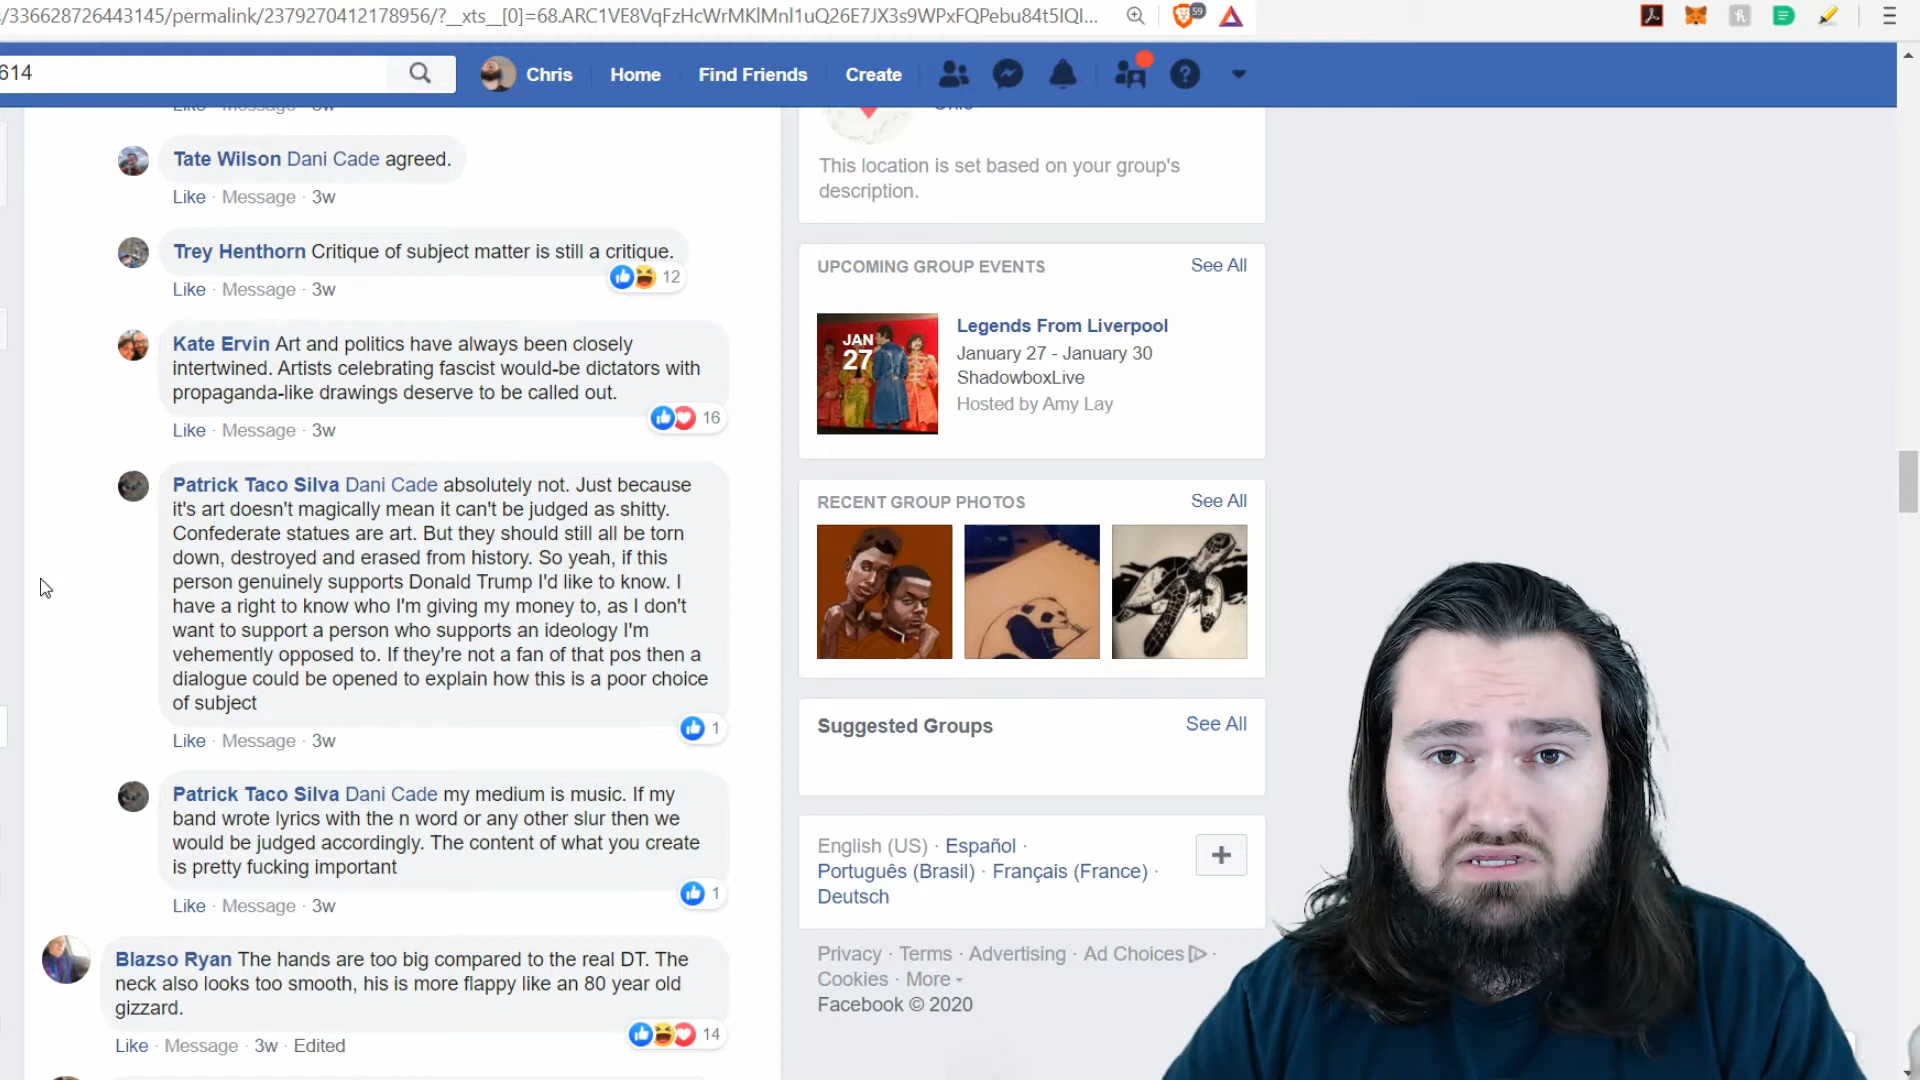 s/336628726443145/permalink/2379270412178956/?__xts__[0]=68.ARC1VE8VqFzHcWrMKlMnl1uQ26E7JX3s9WPxFQPebu84t5IQI...
59
614
Chris
Home
Find Friends
Create
Like · Message · 3w
Tate Wilson Dani Cade agreed.
Like · Message · 3w
Trey Henthorn Critique of subject matter is still a critique.
12
Like · Message · 3w
Kate Ervin Art and politics have always been closely
intertwined. Artists celebrating fascist would-be dictators with
propaganda-like drawings deserve to be called out.
16
Like · Message · 3w
Patrick Taco Silva Dani Cade absolutely not. Just because
it's art doesn't magically mean it can't be judged as shitty.
Confederate statues are art. But they should still all be torn
down, destroyed and erased from history. So yeah, if this
person genuinely supports Donald Trump I'd like to know. I
have a right to know who I'm giving my money to, as I don't
want to support a person who supports an ideology I'm
vehemently opposed to. If they're not a fan of that pos then a
dialogue could be opened to explain how this is a poor choice
of subject
1
Like · Message · 3w
Patrick Taco Silva Dani Cade my medium is music. If my
band wrote lyrics with the n word or any other slur then we
would be judged accordingly. The content of what you create
is pretty fucking important
1
Like · Message · 3w
Blazso Ryan The hands are too big compared to the real DT. The
neck also looks too smooth, his is more flappy like an 80 year old
gizzard.
14
Like · Message · 3w · Edited
Ohio
This location is set based on your group's
description.
UPCOMING GROUP EVENTS
See All
JAN
27
Legends From Liverpool
January 27 - January 30
ShadowboxLive
Hosted by Amy Lay
RECENT GROUP PHOTOS
See All
Suggested Groups
See All
English (US) · Español ·
Português (Brasil) · Français (France) ·
Deutsch
Privacy · Terms · Advertising · Ad Choices ·
Cookies · More
Facebook © 2020